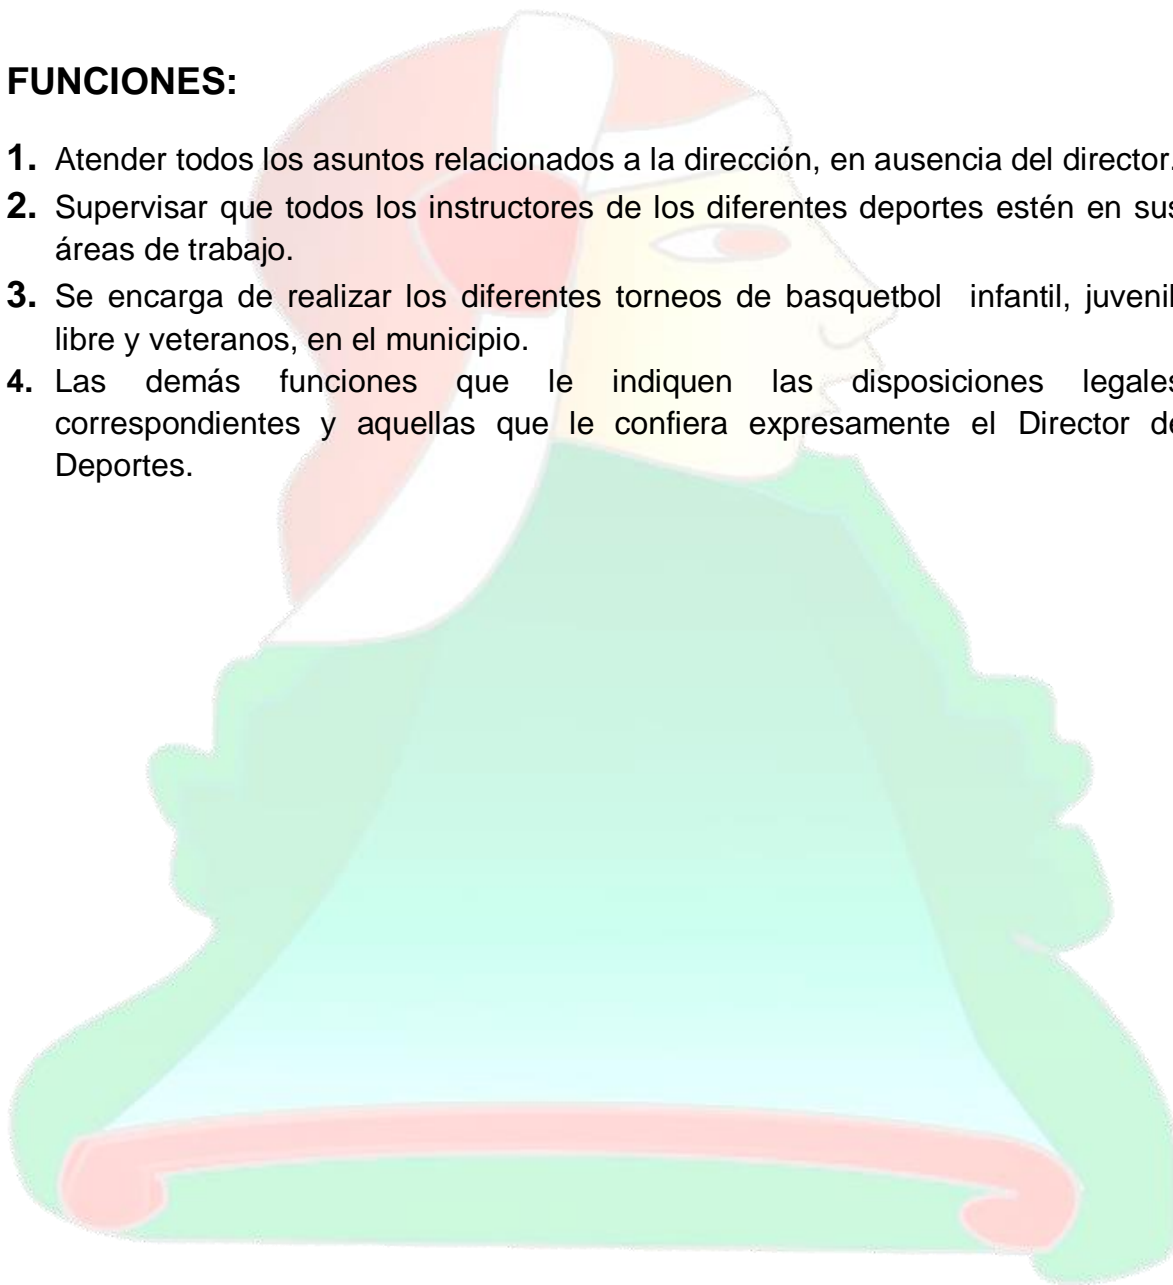 FUNCIONES:
1. Atender todos los asuntos relacionados a la dirección, en ausencia del director.
2. Supervisar que todos los instructores de los diferentes deportes estén en sus
áreas de trabajo.
3. Se encarga de realizar los diferentes torneos de basquetbol infantil, juvenil
libre y veteranos, en el municipio.
4. Las demás funciones que le indiquen las disposiciones legales
correspondientes y aquellas que le confiera expresamente el Director de
Deportes.